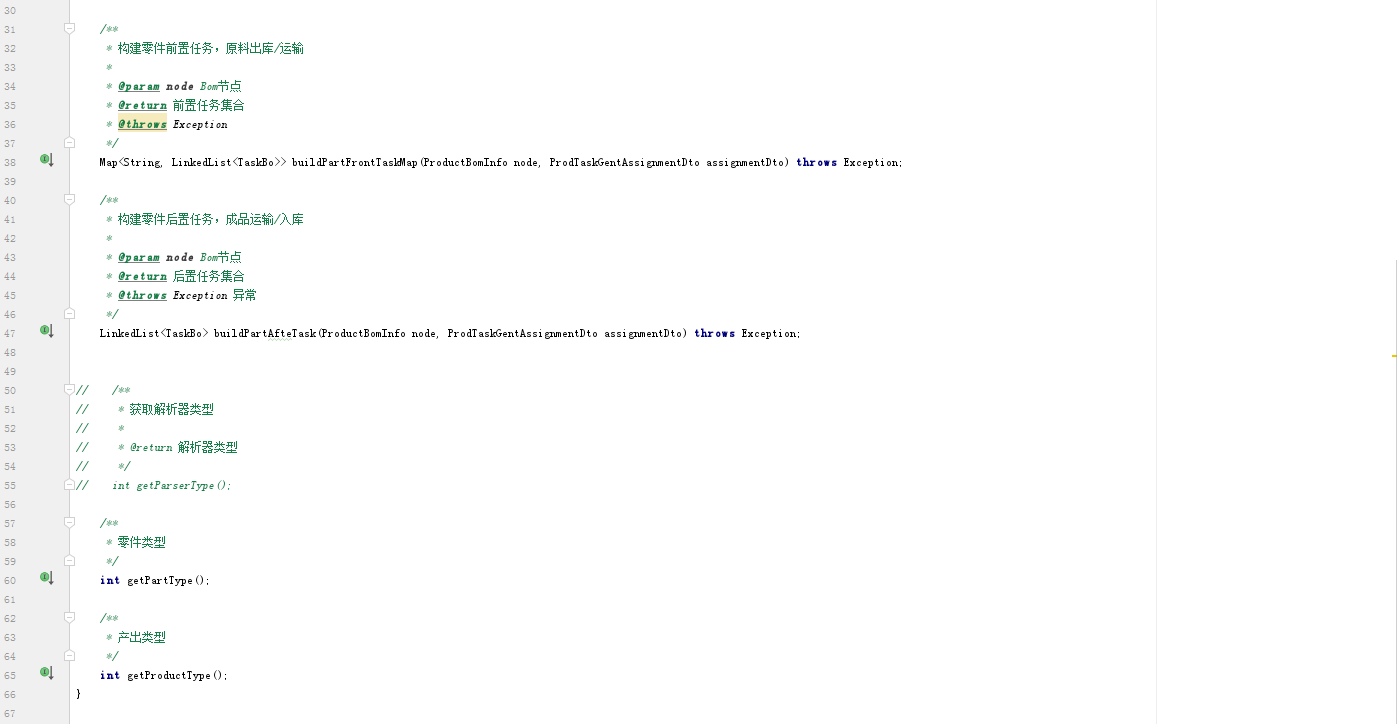 30
31 /**
32 * 构建零件前置任务，原料出库/运输
33 *
34 * @param node Bom节点
35 * @return 前置任务集合
36 * @throws Exception
37 */
38 Map<String, LinkedList<TaskBo>> buildPartFrontTaskMap(ProductBomInfo node, ProdTaskGentAssignmentDto assignmentDto) throws Exception;
39
40 /**
41 * 构建零件后置任务，成品运输/入库
42 *
43 * @param node Bom节点
44 * @return 后置任务集合
45 * @throws Exception 异常
46 */
47 LinkedList<TaskBo> buildPartAfteTask(ProductBomInfo node, ProdTaskGentAssignmentDto assignmentDto) throws Exception;
48
49
50 // /**
51 // * 获取解析器类型
52 // *
53 // * @return 解析器类型
54 // */
55 // int getParserType();
56
57 /**
58 * 零件类型
59 */
60 int getPartType();
61
62 /**
63 * 产出类型
64 */
65 int getProductType();
66 }
67